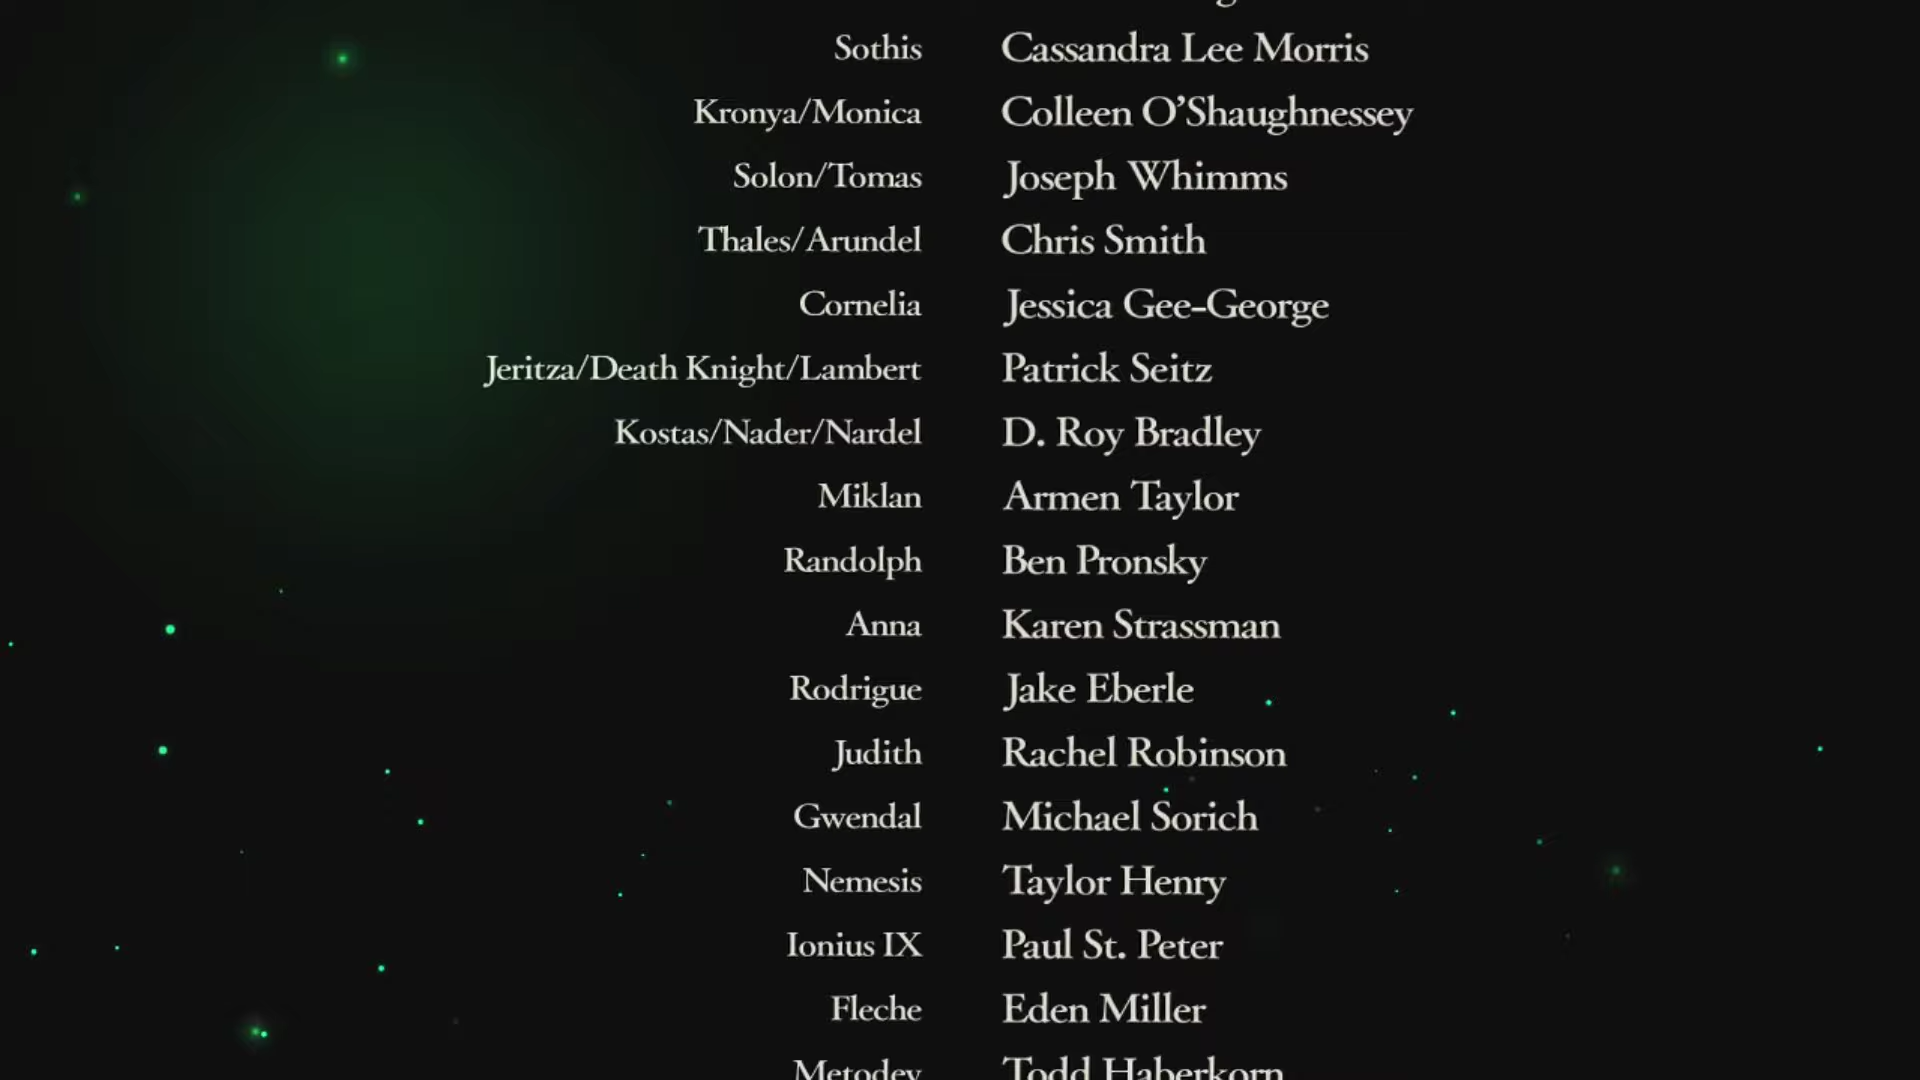 Sothis Cassandra Lee Morris
Kronya/Monica Colleen O’Shaughnessey
Solon/Tomas Joseph Whimms
Thales/Arundel Chris Smith
Cornelia Jessica Gee-George
Jeritza/Death Knight/Lambert Patrick Seitz
Kostas/Nader/Nardel D. Roy Bradley
Miklan Armen Taylor
Randolph Ben Pronsky
Anna Karen Strassman
Rodrigue Jake Eberle
Judith Rachel Robinson
Gwendal Michael Sorich
Nemesis Taylor Henry
Ionius IX Paul St. Peter
Fleche Eden Miller
Metodey Todd Haberkorn